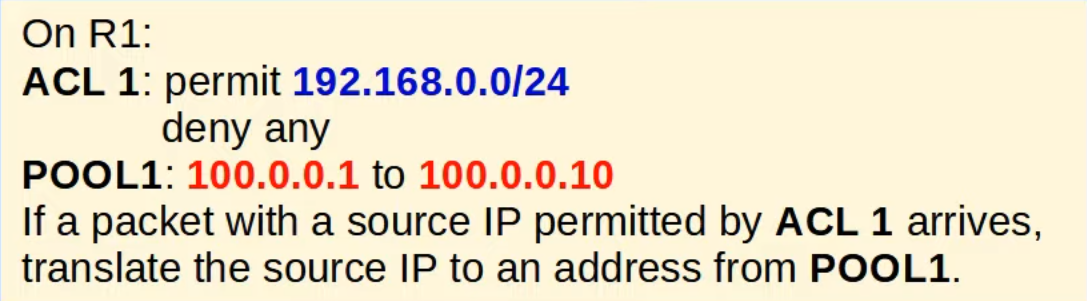 On R1:
ACL 1: permit 192.168.0.0/24
deny any
POOL1: 100.0.0.1 to 100.0.0.10
If a packet with a source IP permitted by ACL 1 arrives,
translate the source IP to an address from POOL1.